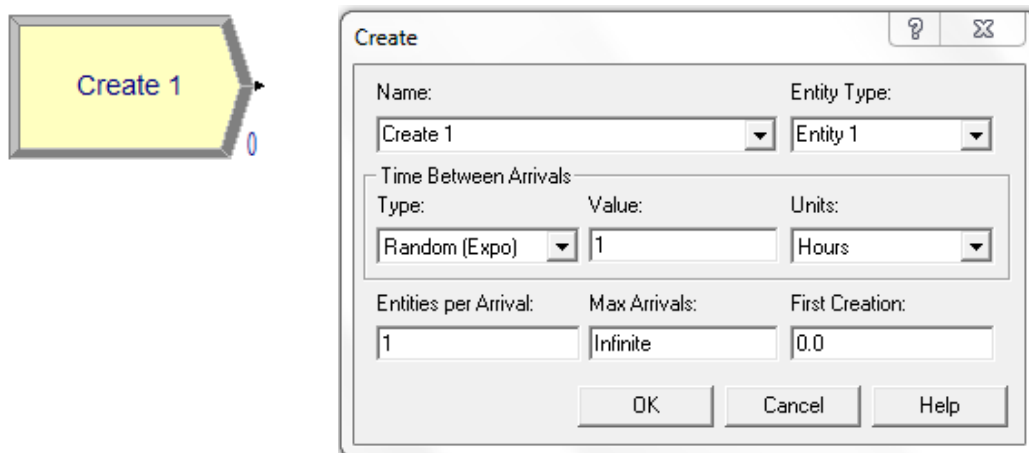 Create 1
0
Create
Name:
Entity Type:
Create 1
Entity 1
Time Between Arrivals
Type:
Value:
Units:
Random (Expo)
1
Hours
Entities per Arrival:
Max Arrivals:
First Creation:
1
Infinite
0.0
OK
Cancel
Help